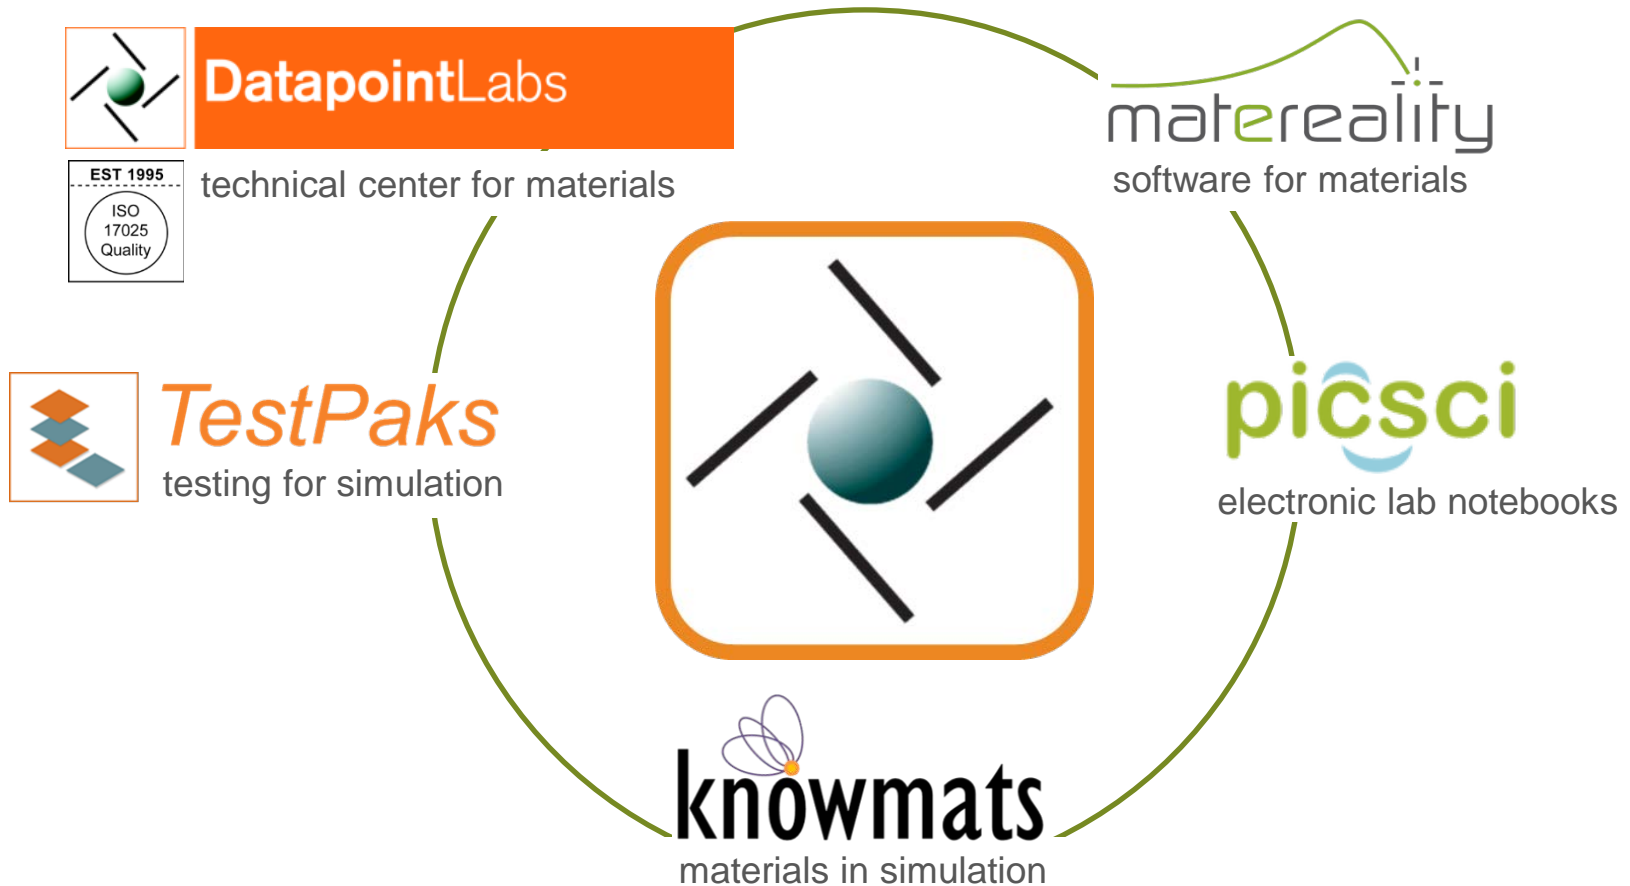 DatapointLabs
technical center for materials
EST 1995
ISO
17025
Quality
matereality
software for materials
TestPaks
testing for simulation
picsci
electronic lab notebooks
knowmats
materials in simulation